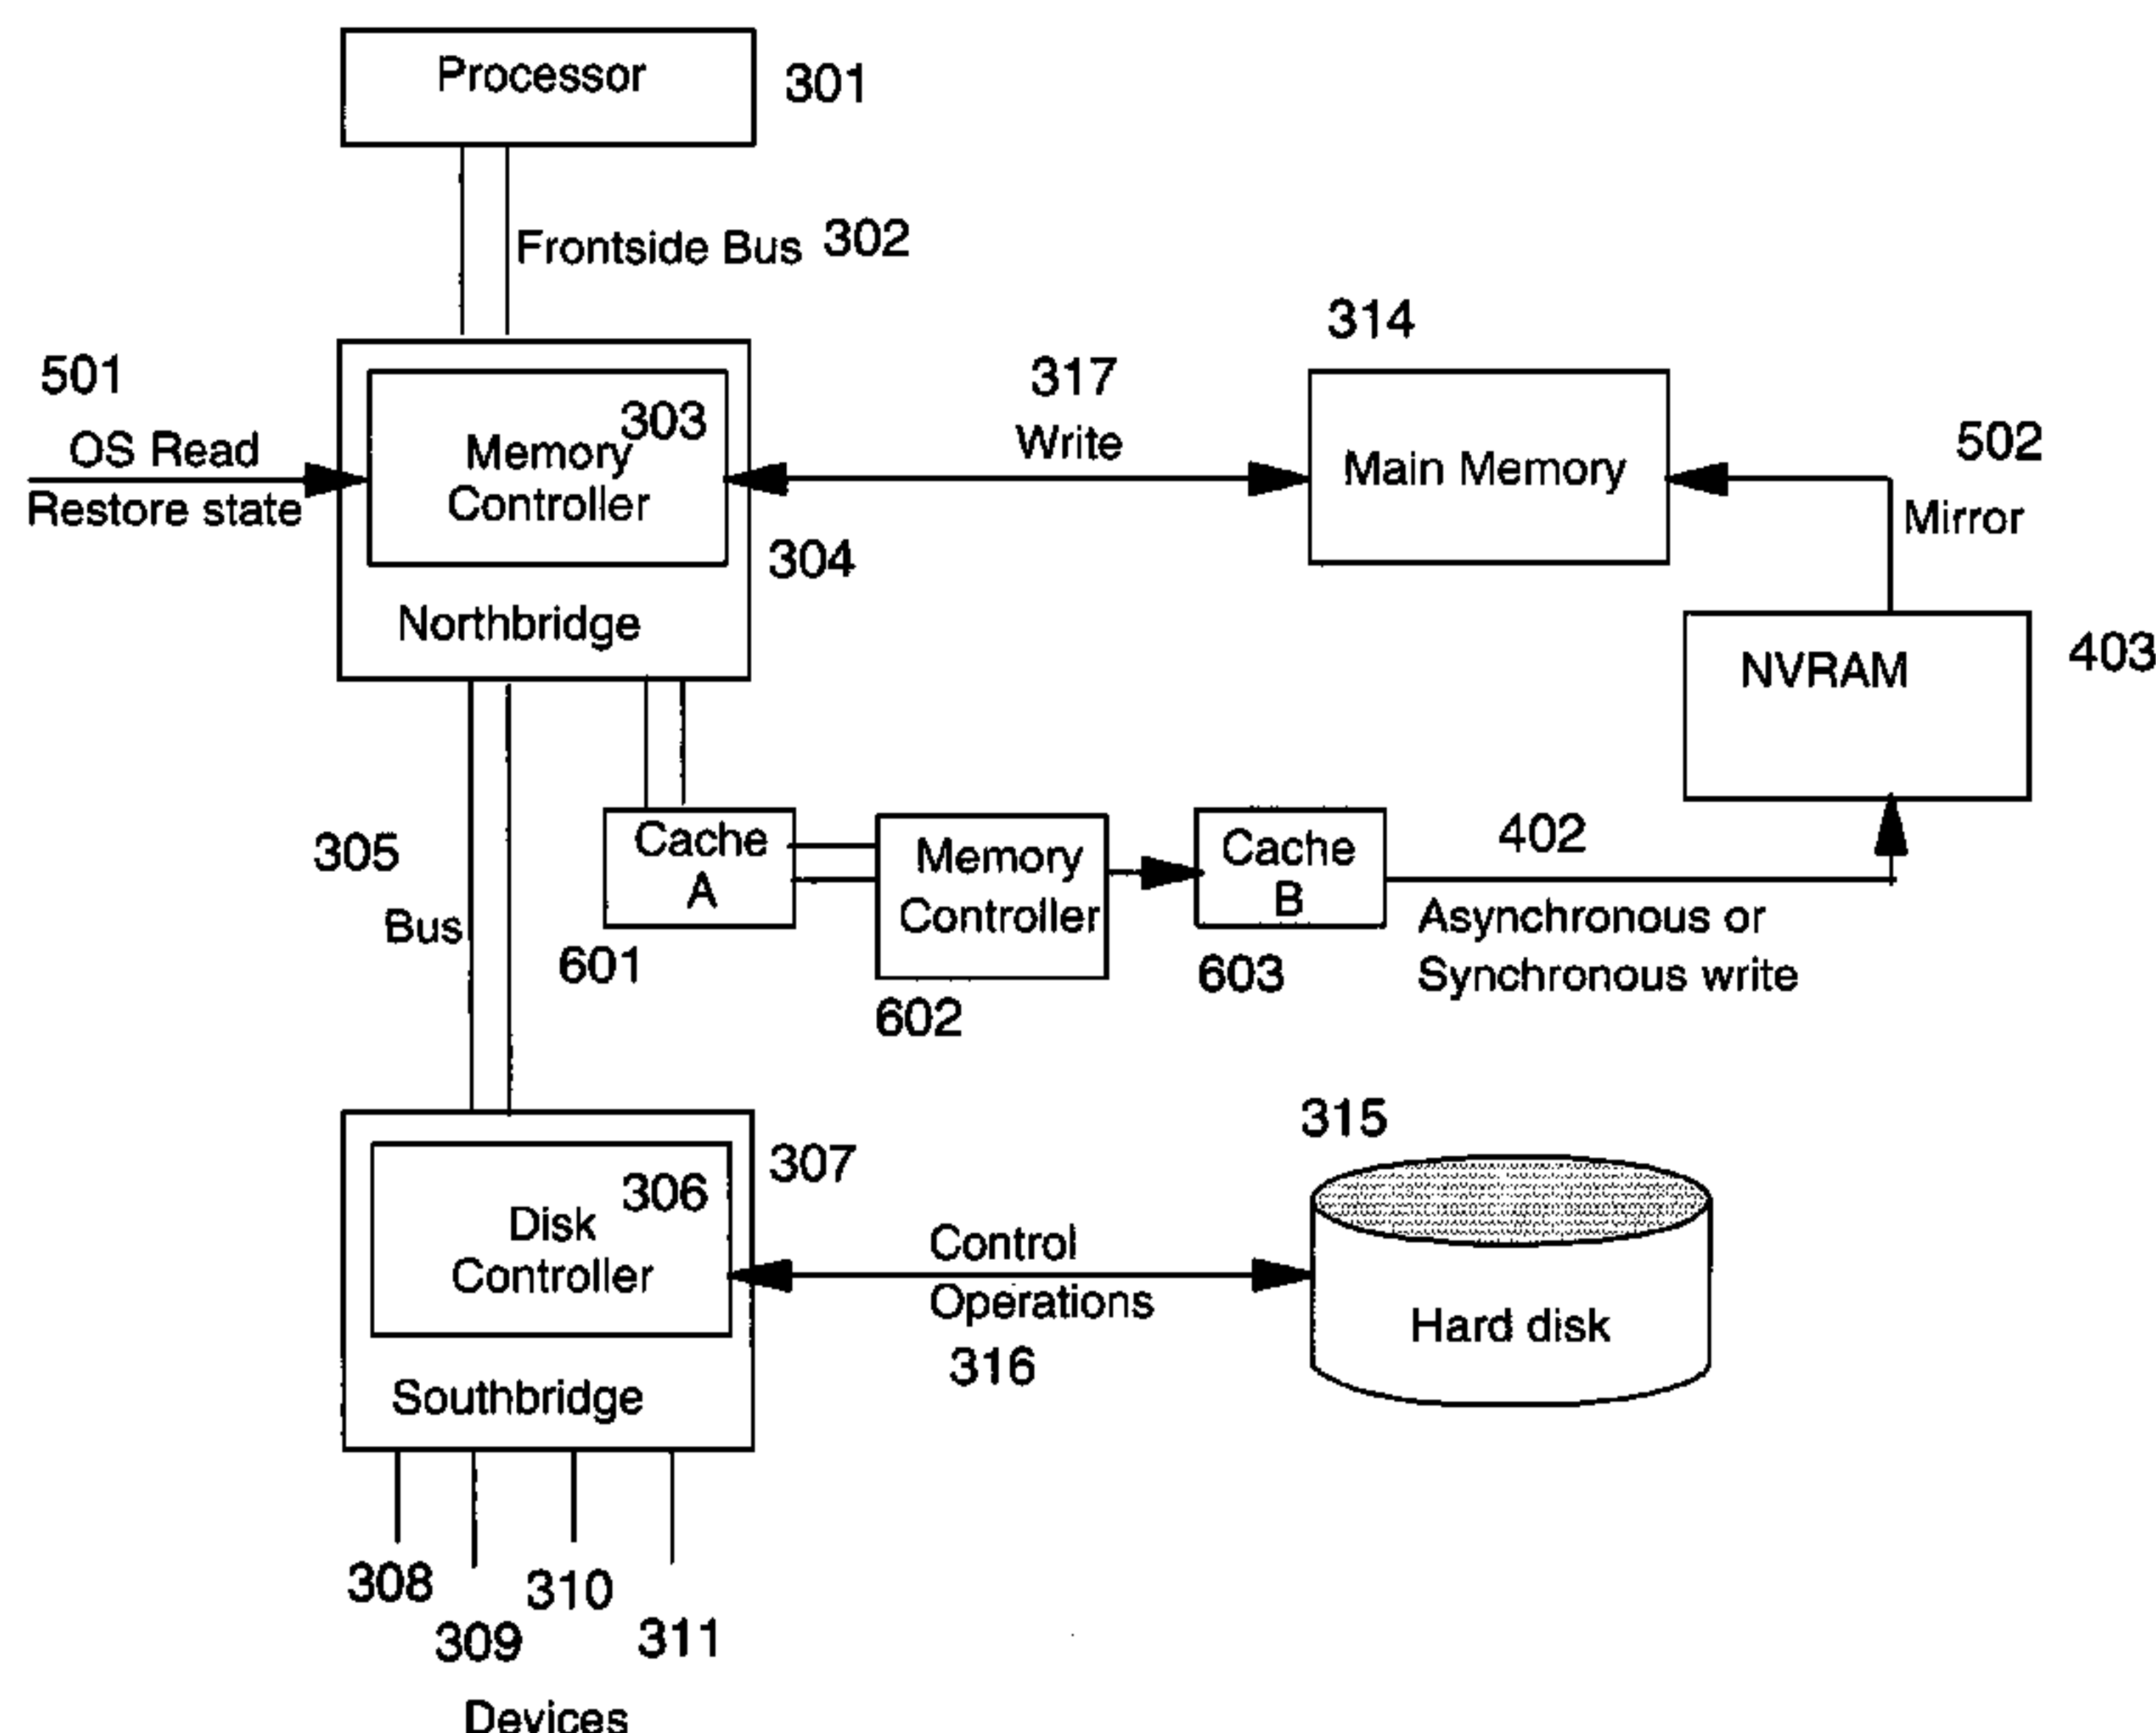 Processor
301
Frontside Bus 302
501
OS Read
Restore state
303
Memory
Controller
304
Northbridge
317
Write
314
Main Memory
502
Mirror
NVRAM
403
305
Bus
Cache
A
601
Memory
Controller
602
Cache
B
603
402
Asynchronous or
Synchronous write
307
306
Disk
Controller
Southbridge
Control
Operations
316
315
Hard disk
308
309
310
311
Devices